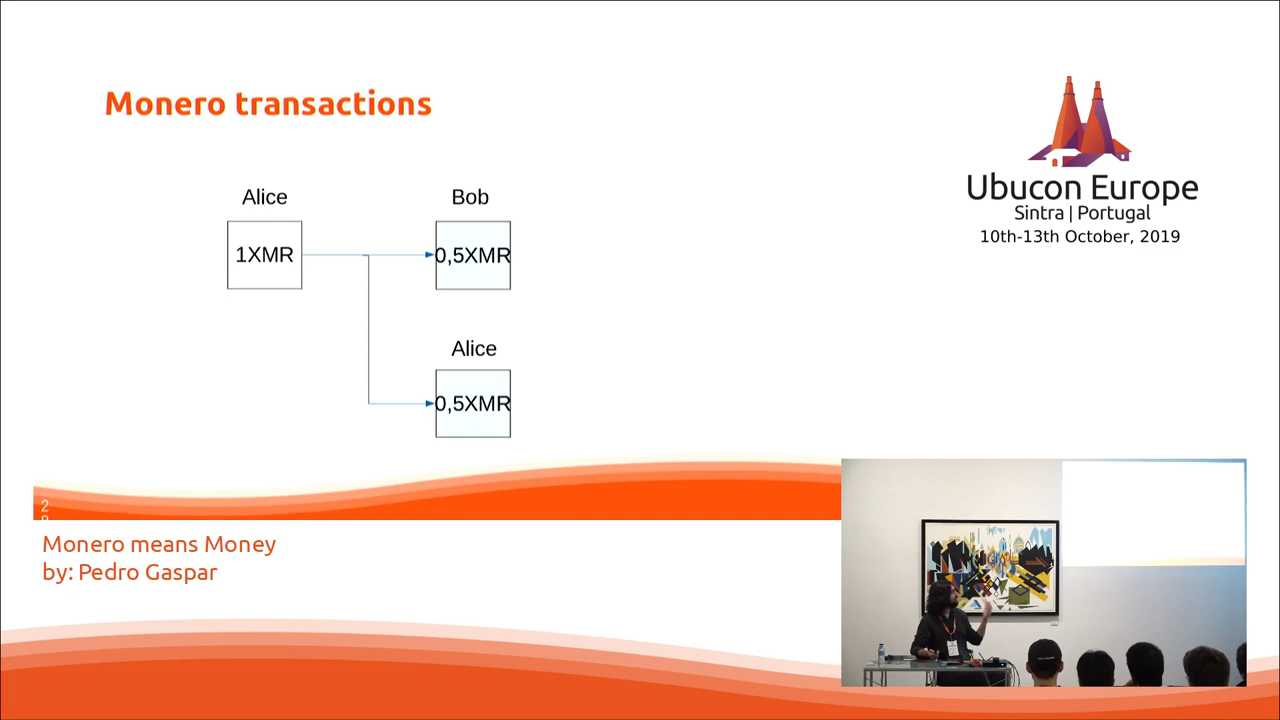 Monero transactions
Ubucon Europe
Sintra | Portugal
10th-13th October, 2019
Alice
Bob
1XMR
0,5XMR
Alice
0,5XMR
Monero means Money
by: Pedro Gaspar